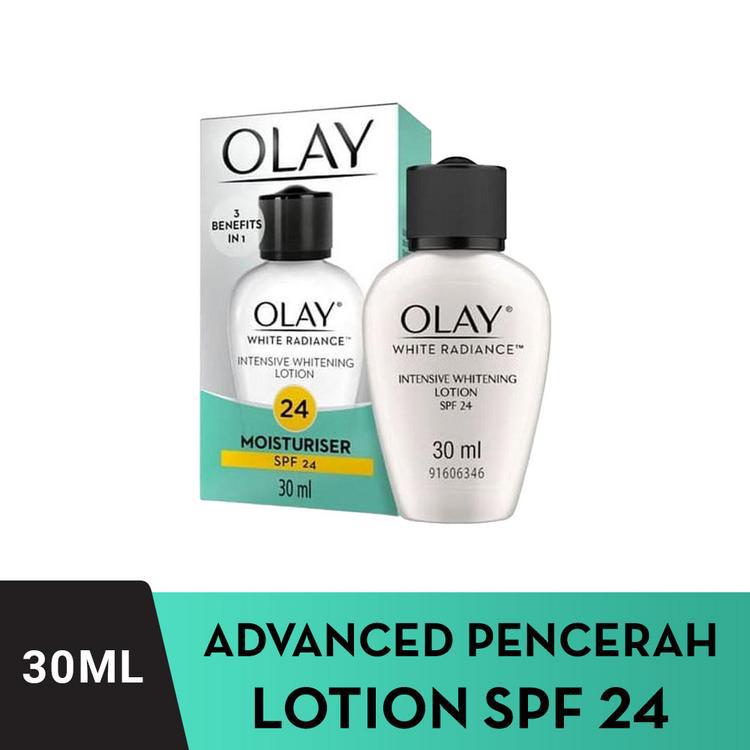 OLAY
3
BENEFITS
IN 1
OLAY®
WHITE RADIANCE™
INTENSIVE WHITENING
LOTION
24
MOISTURISER
SPF 24
30 ml
OLAY®
WHITE RADIANCE™
INTENSIVE WHITENING
LOTION
SPF 24
30 ml
91606346
30ML
ADVANCED PENCERAH
LOTION SPF 24